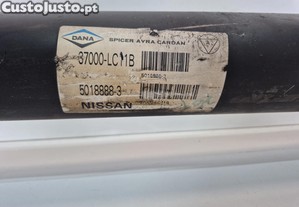 CustoJusto.pt
DANA
SPICER AYRA CARDAN
37000-LC11B
5018888-3
NISSAN